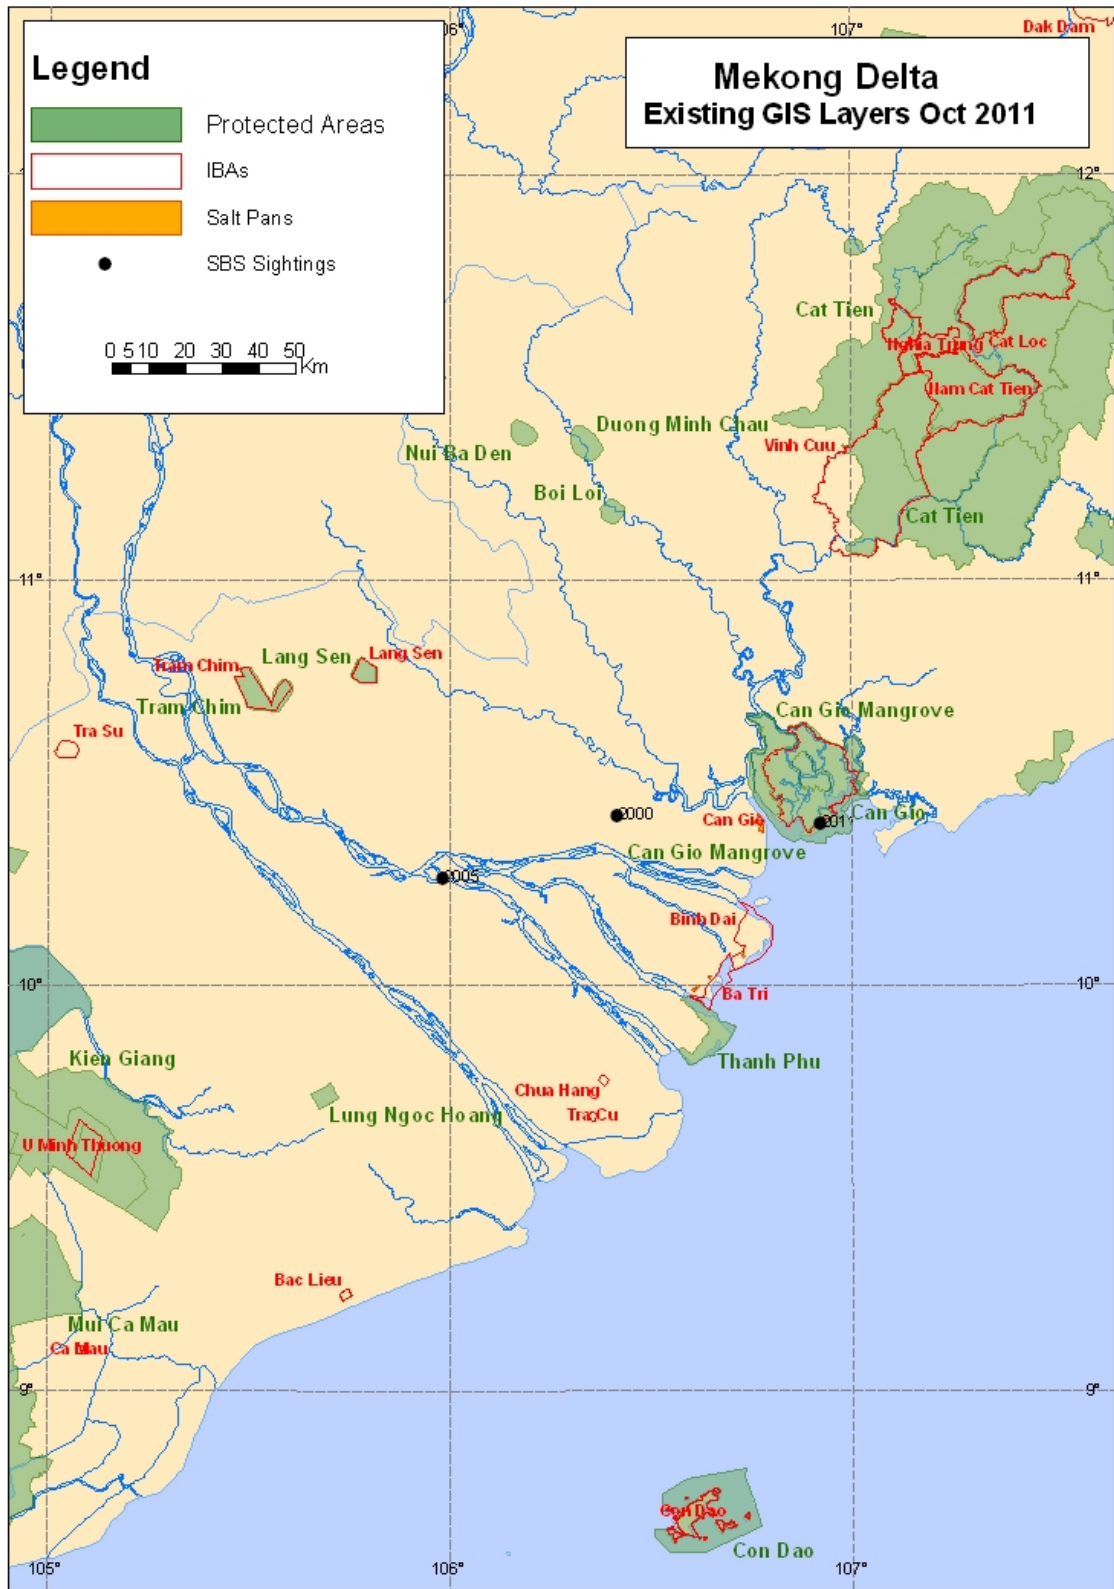 106°
107°
Dak Dam
Legend
Protected Areas
IBAs
Salt Pans
SBS Sightings
0 5 10 20 30 40 50
Km
Mekong Delta
Existing GIS Layers Oct 2011
12°
Cat Tien
Nghia Trung
Cat Loc
Nam Cat Tien
Duong Minh Chau
Nui Ba Den
Vinh Cuu
Boi Loi
Cat Tien
11°
11°
Tram Chim
Lang Sen
Lang Sen
Tram Chim
Can Gio Mangrove
Tra Su
2000
Can Gio
201
Can Gio
Can Gio Mangrove
2005
Binh Dai
10°
10°
Ba Tri
Kien Giang
Thanh Phu
Chua Hang
Lung Ngoc Hoang
Tra Cu
U Minh Thuong
Bac Lieu
Mui Ca Mau
Ca Mau
9°
9°
Con Dao
Con Dao
105°
106°
107°